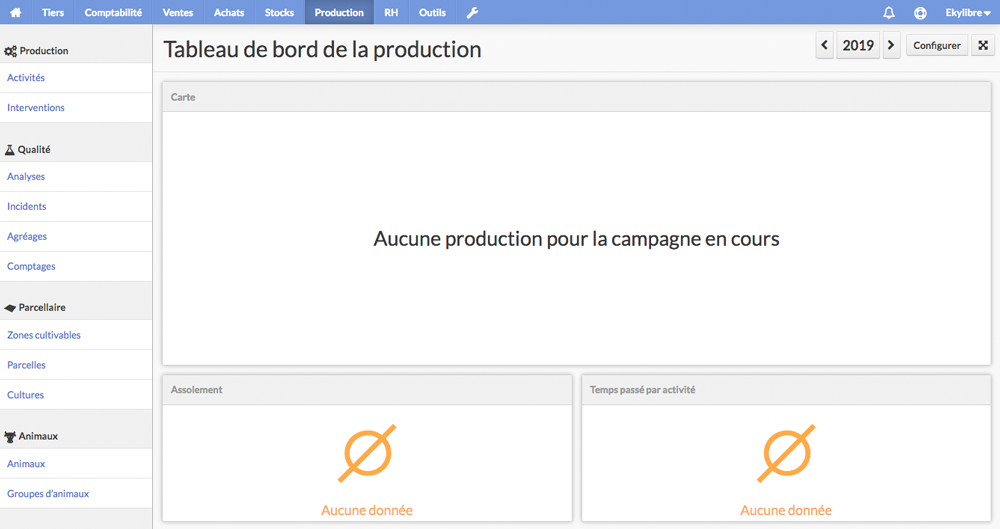 Tiers Comptabilité Ventes Achats Stocks Production RH Outils Ekylibre
Production
Activités
Interventions
Qualité
Analyses
Incidents
Agréages
Comptages
Parcellaire
Zones cultivables
Parcelles
Cultures
Animaux
Animaux
Groupes d'animaux
Tableau de bord de la production
2019 Configurer
Carte
Aucune production pour la campagne en cours
Assolement
Aucune donnée
Temps passé par activité
Aucune donnée